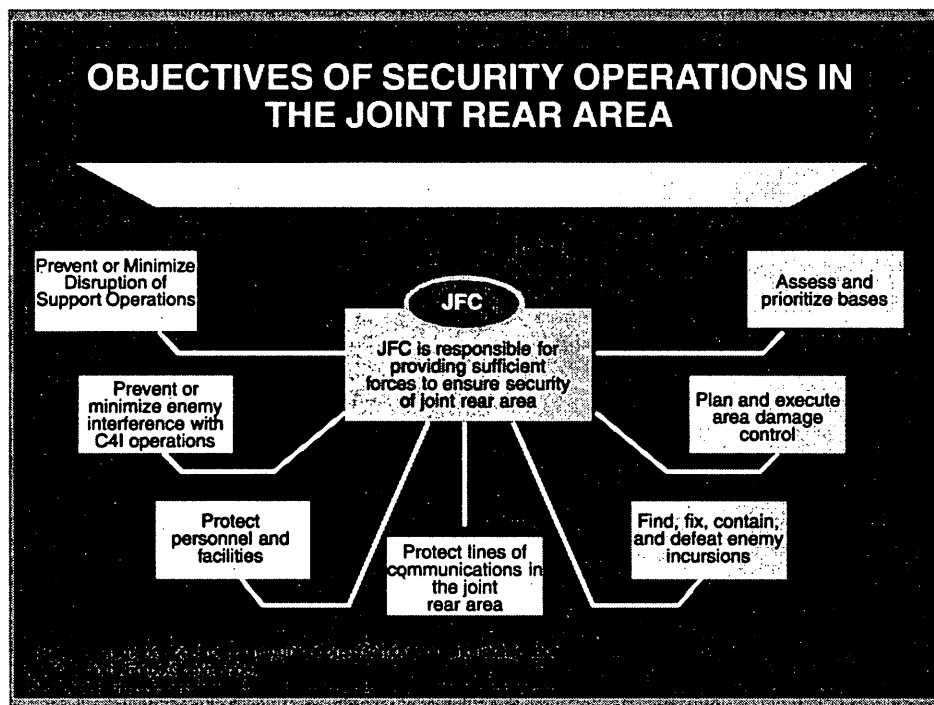 OBJECTIVES OF SECURITY OPERATIONS IN
THE JOINT REAR AREA
Prevent or Minimize
Disruption of
Support Operations
JFC
JFC is responsible for
providing sufficient
forces to ensure security
of joint rear area
Assess and
prioritize bases
Prevent or
minimize enemy
interference with
C4I operations
Plan and execute
area damage
control
Protect
personnel and
facilities
Protect lines of
communications in
the joint
rear area
Find, fix, contain,
and defeat enemy
incursions